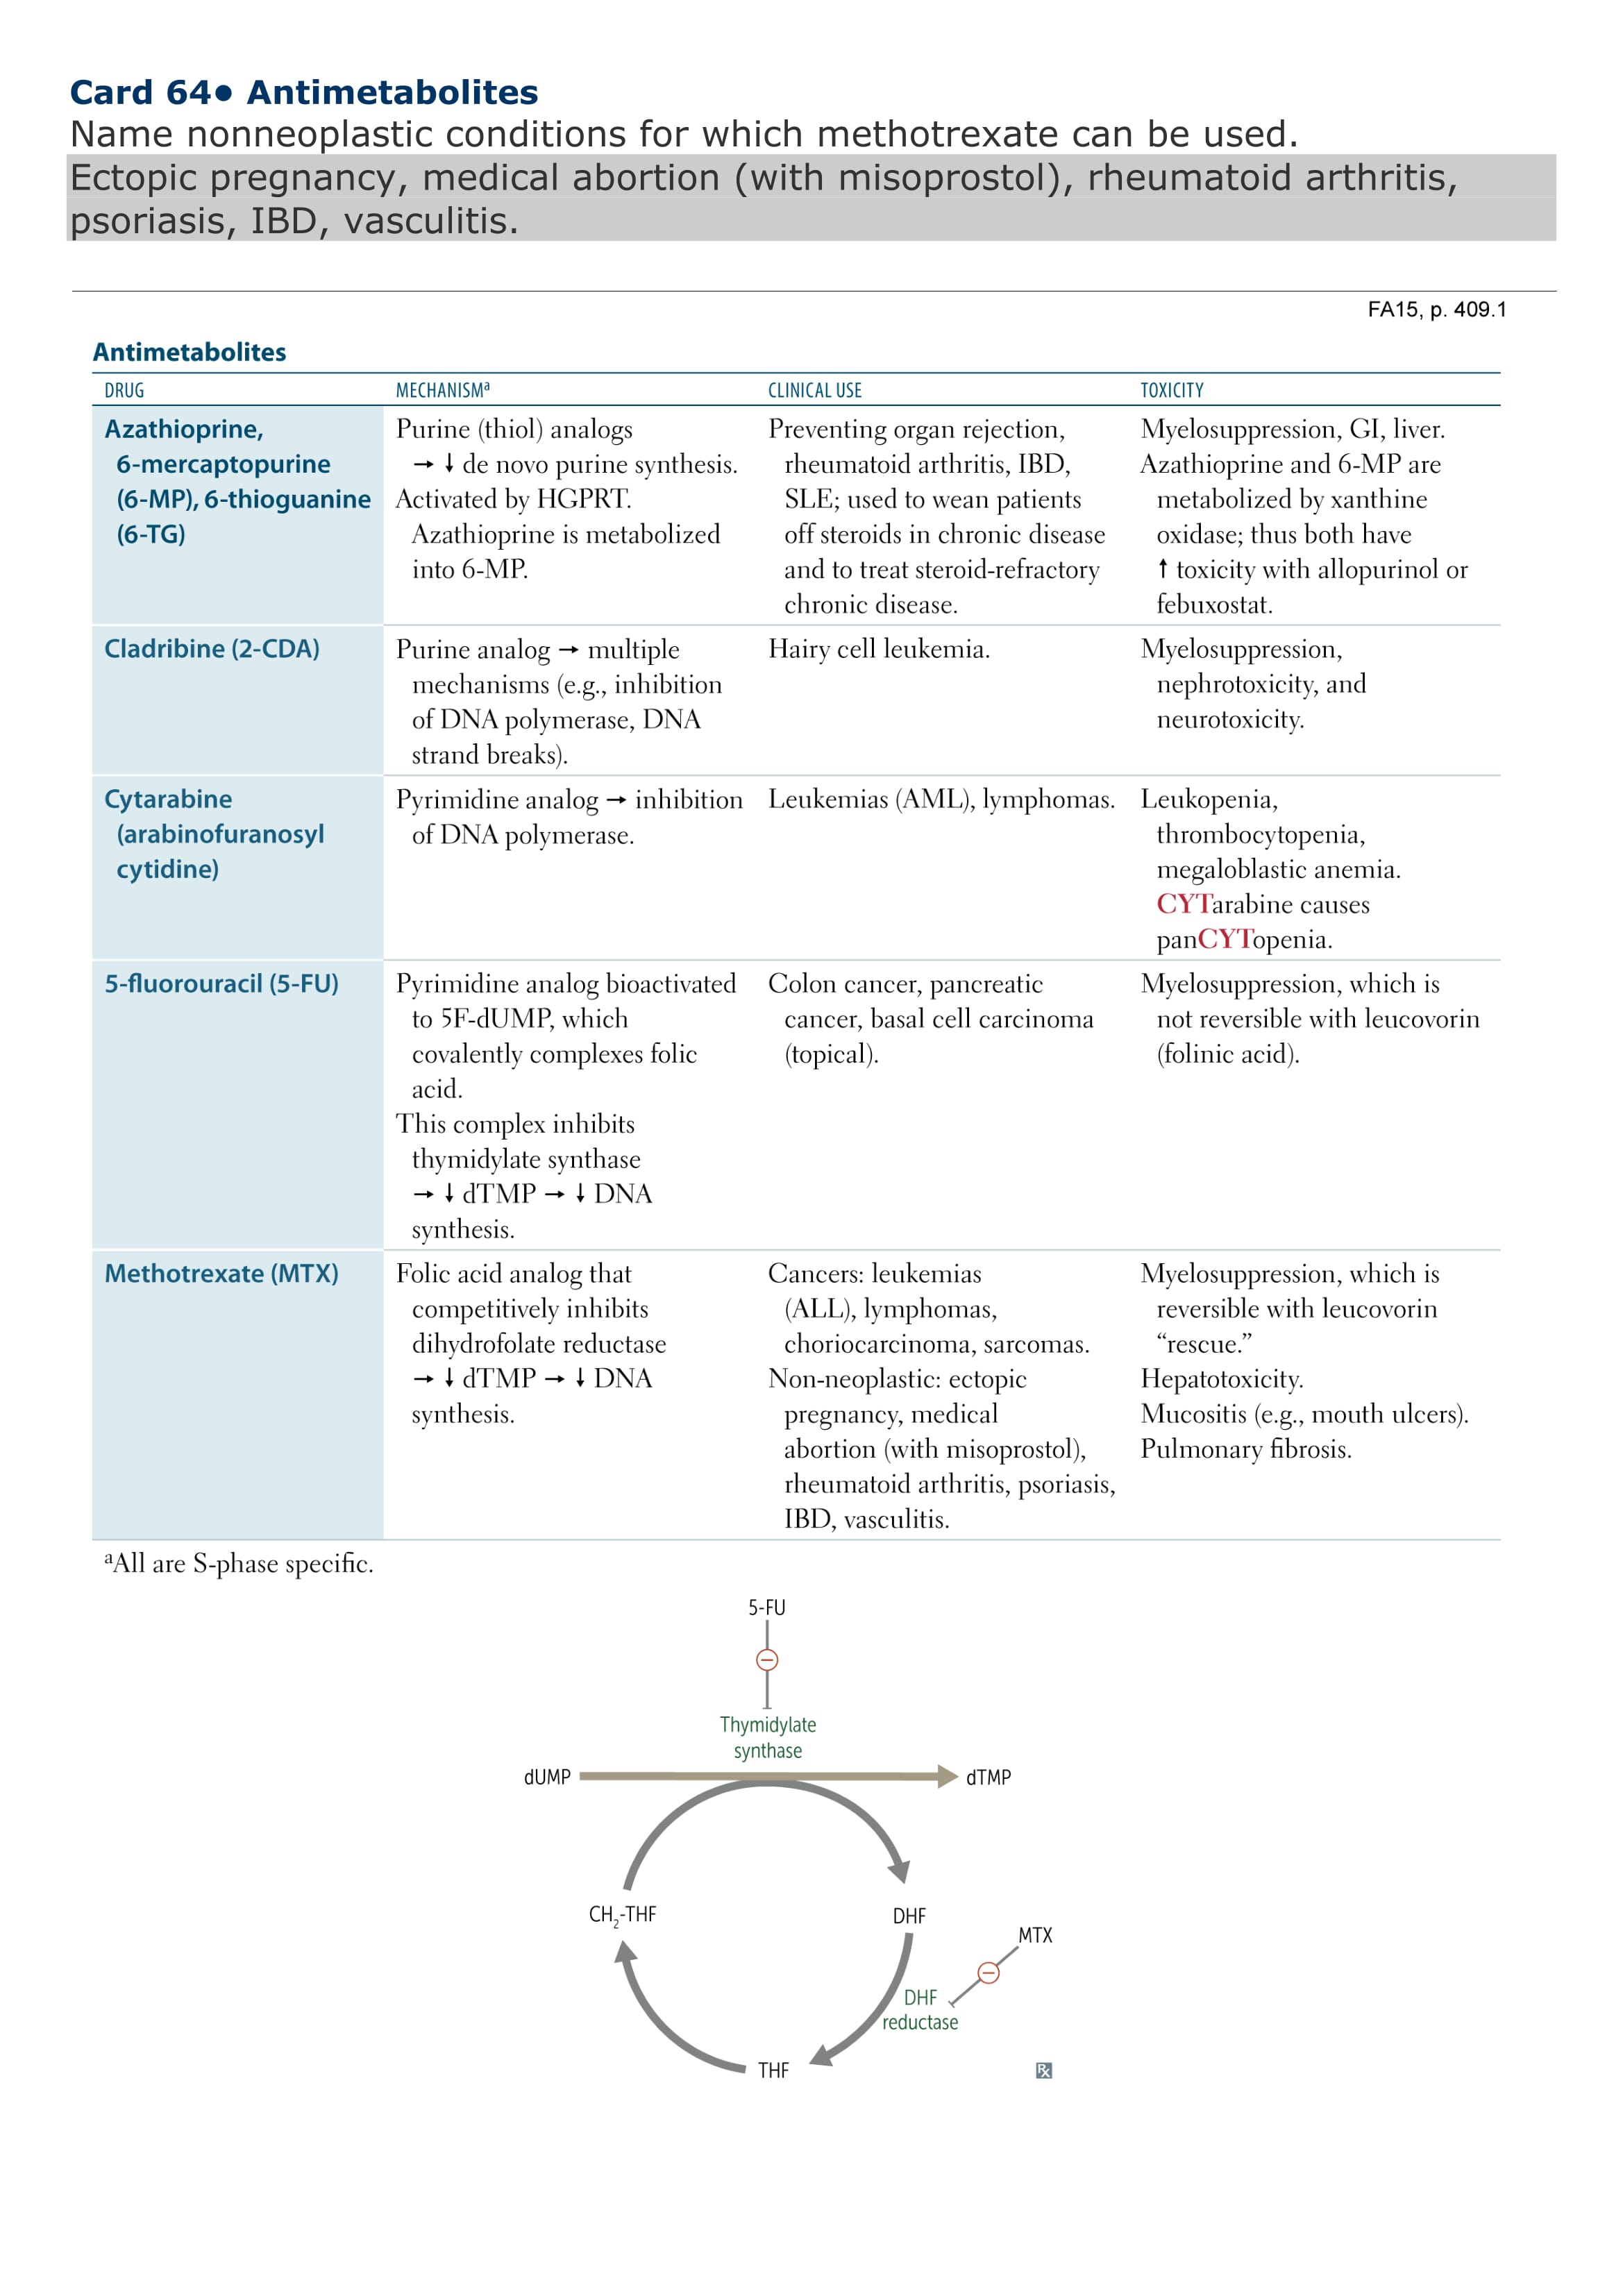 Card 64● Antimetabolites
Name nonneoplastic conditions for which methotrexate can be used.
Ectopic pregnancy, medical abortion (with misoprostol), rheumatoid arthritis,
psoriasis, IBD, vasculitis.
FA15, p. 409.1
Antimetabolites
DRUG
MECHANISMᵃ
CLINICAL USE
TOXICITY
Azathioprine,
6-mercaptopurine
(6-MP), 6-thioguanine
(6-TG)
Purine (thiol) analogs
→ ↓ de novo purine synthesis.
Activated by HGPRT.
Azathioprine is metabolized
into 6-MP.
Preventing organ rejection,
rheumatoid arthritis, IBD,
SLE; used to wean patients
off steroids in chronic disease
and to treat steroid-refractory
chronic disease.
Myelosuppression, GI, liver.
Azathioprine and 6-MP are
metabolized by xanthine
oxidase; thus both have
↑ toxicity with allopurinol or
febuxostat.
Cladribine (2-CDA)
Purine analog → multiple
mechanisms (e.g., inhibition
of DNA polymerase, DNA
strand breaks).
Hairy cell leukemia.
Myelosuppression,
nephrotoxicity, and
neurotoxicity.
Cytarabine
(arabinofuranosyl
cytidine)
Pyrimidine analog → inhibition
of DNA polymerase.
Leukemias (AML), lymphomas.
Leukopenia,
thrombocytopenia,
megaloblastic anemia.
CYTarabine causes
panCYTopenia.
5-fluorouracil (5-FU)
Pyrimidine analog bioactivated
to 5F-dUMP, which
covalently complexes folic
acid.
This complex inhibits
thymidylate synthase
→ ↓ dTMP → ↓ DNA
synthesis.
Colon cancer, pancreatic
cancer, basal cell carcinoma
(topical).
Myelosuppression, which is
not reversible with leucovorin
(folinic acid).
Methotrexate (MTX)
Folic acid analog that
competitively inhibits
dihydrofolate reductase
→ ↓ dTMP → ↓ DNA
synthesis.
Cancers: leukemias
(ALL), lymphomas,
choriocarcinoma, sarcomas.
Non-neoplastic: ectopic
pregnancy, medical
abortion (with misoprostol),
rheumatoid arthritis, psoriasis,
IBD, vasculitis.
Myelosuppression, which is
reversible with leucovorin
“rescue.”
Hepatotoxicity.
Mucositis (e.g., mouth ulcers).
Pulmonary fibrosis.
ᵃAll are S-phase specific.
5-FU
Thymidylate
synthase
dUMP
dTMP
CH₂-THF
DHF
MTX
DHF
reductase
THF
Rx